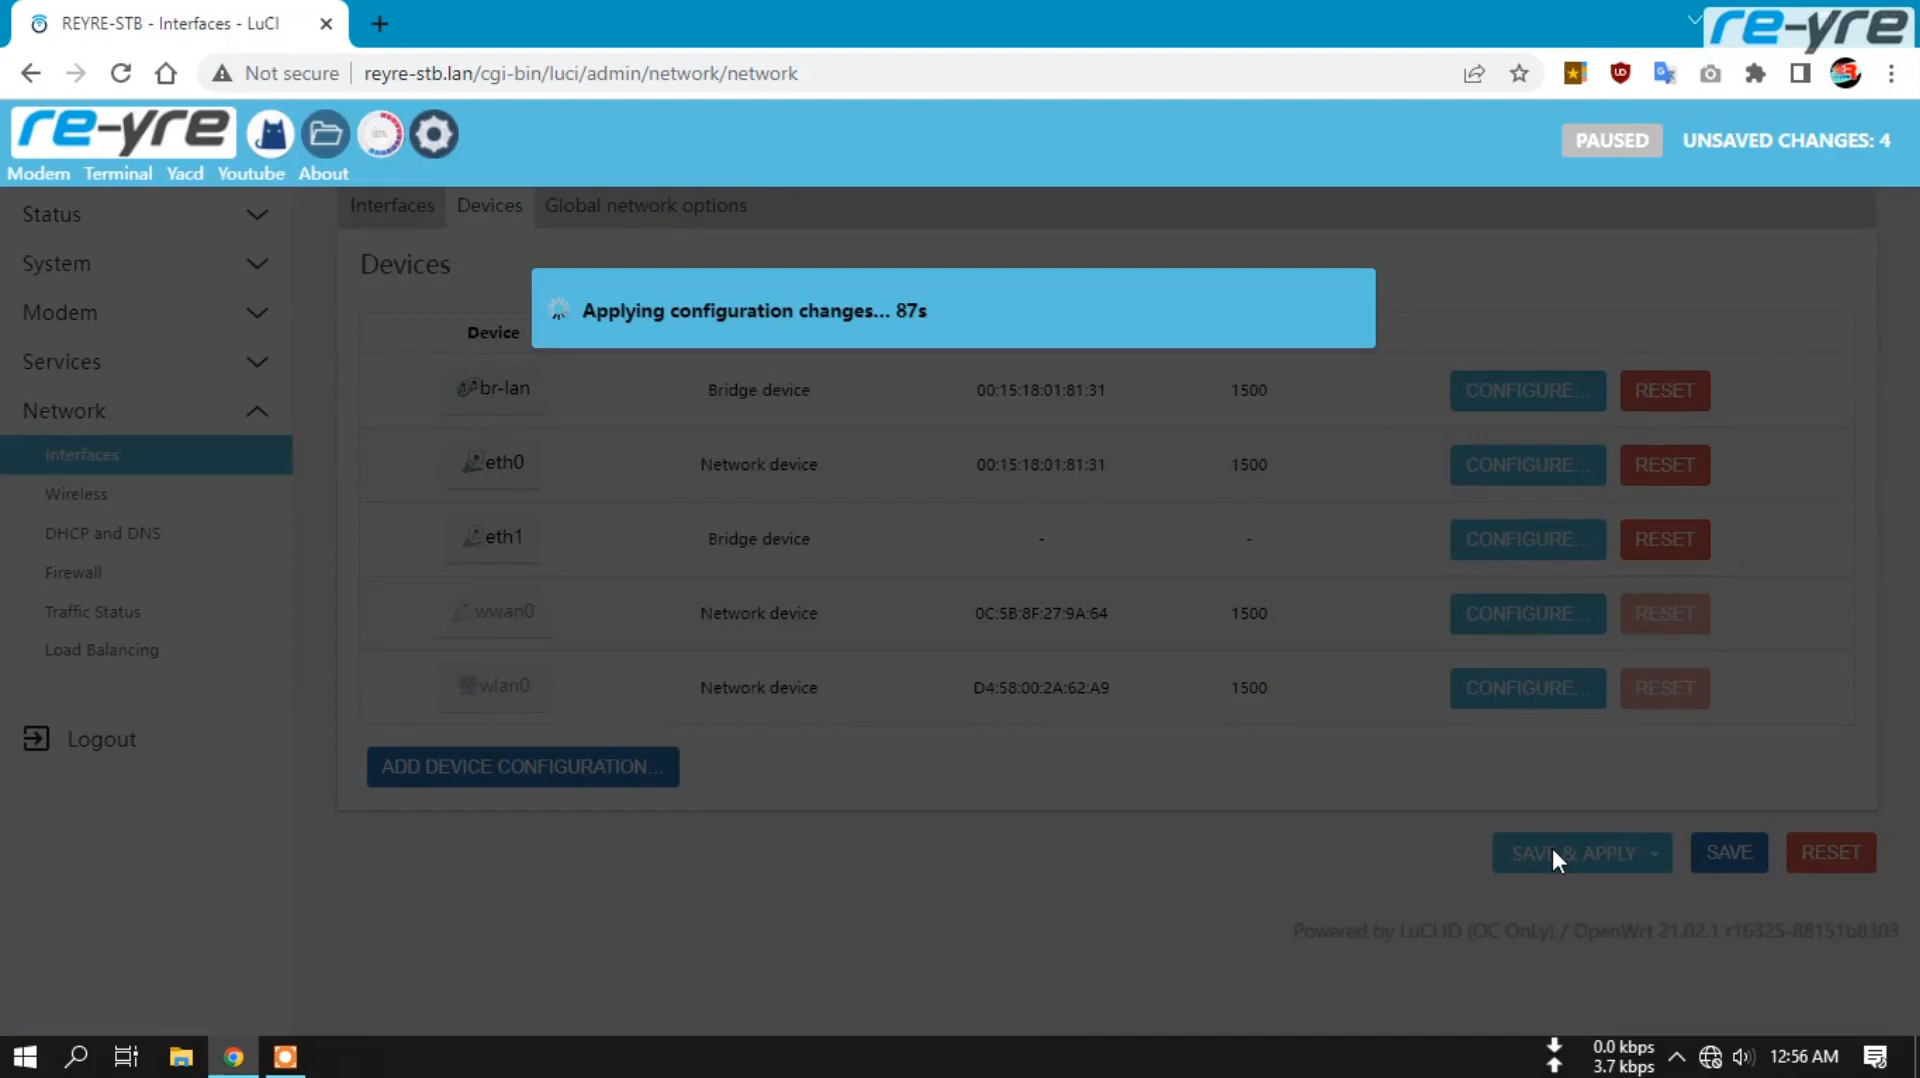 REYRE-STB - Interfaces - LuCI
re-yre
Not secure
reyre-stb.lan/cgi-bin/luci/admin/network/network
re-yre
PAUSED
UNSAVED CHANGES: 4
Modem Terminal Yacd Youtube About
Status
System
Modem
Services
Network
Interfaces
Wireless
DHCP and DNS
Firewall
Traffic Status
Load Balancing
Logout
Interfaces Devices Global network options
Devices
Applying configuration changes... 87s
Device
br-lan Bridge device 00:15:18:01:81:31 1500 CONFIGURE... RESET
eth0 Network device 00:15:18:01:81:31 1500 CONFIGURE... RESET
eth1 Bridge device - - CONFIGURE... RESET
wwan0 Network device 0C:5B:8F:27:9A:64 1500 CONFIGURE... RESET
wlan0 Network device D4:58:00:2A:62:A9 1500 CONFIGURE... RESET
ADD DEVICE CONFIGURATION...
SAVE & APPLY SAVE RESET
Powered by LuCI ID (OC OnLy) / OpenWrt 21.02.1 r16325-88151b8303
0.0 kbps
3.7 kbps
12:56 AM